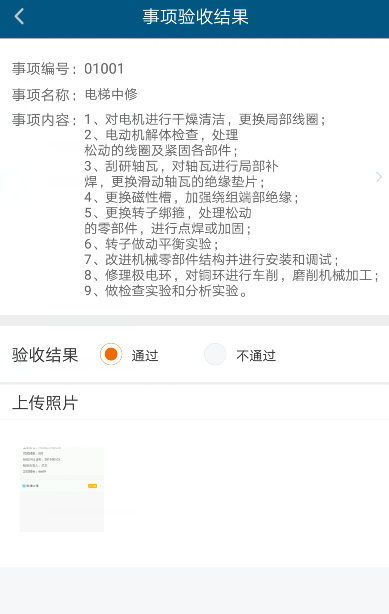 事项验收结果
事项编号：01001
事项名称：电梯中修
事项内容：1、对电机进行干燥清洁，更换局部线圈；
2、电动机解体检查，处理
松动的线圈及紧固各部件；
3、刮研轴瓦，对轴瓦进行局部补
焊，更换滑动轴瓦的绝缘垫片；
4、更换磁性槽，加强绕组端部绝缘；
5、更换转子绑箍，处理松动
的零部件，进行点焊或加固；
6、转子做动平衡实验；
7、改进机械零部件结构并进行安装和调试；
8、修理极电环，对铜环进行车削，磨削机械加工；
9、做检查实验和分析实验。
验收结果 通过 不通过
上传照片